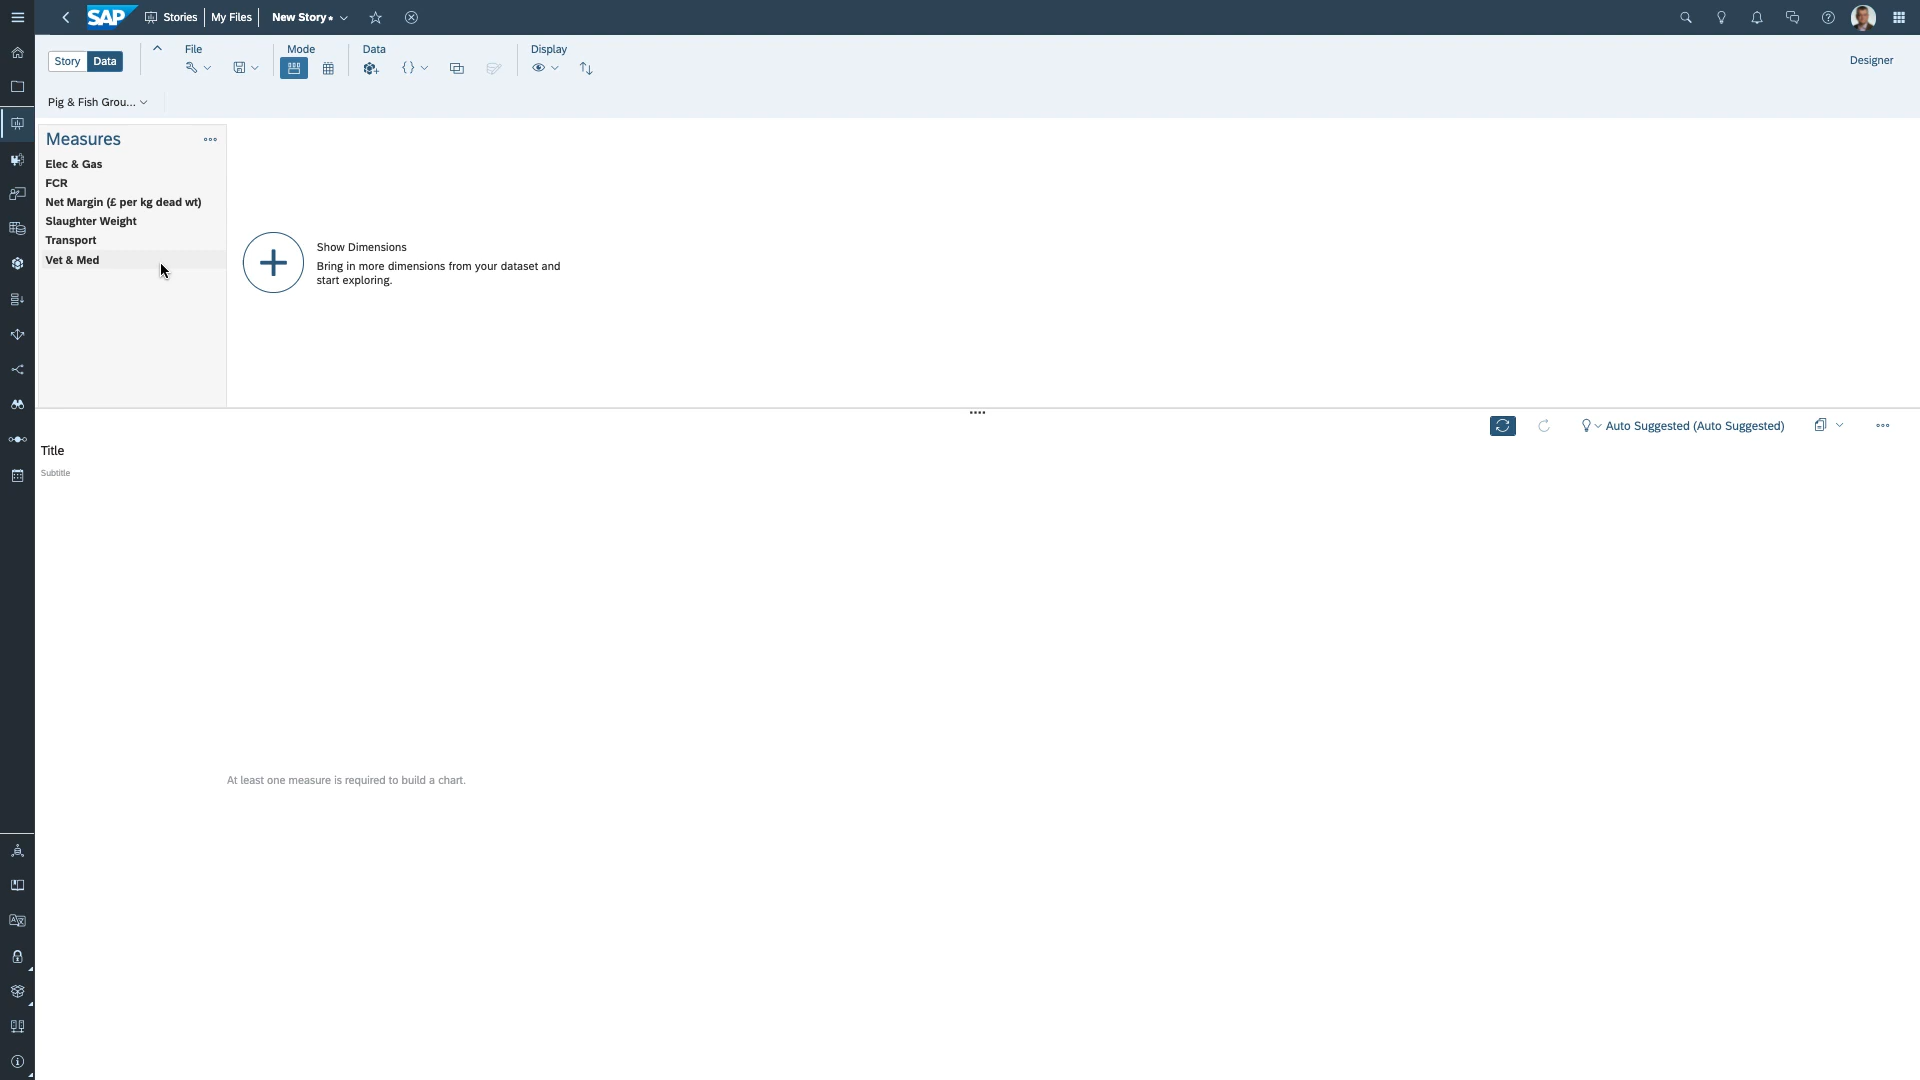 SAP Stories My Files New Story*
Story Data
File
Mode
Data
Display
Designer
Pig & Fish Grou...
Measures
Elec & Gas
FCR
Net Margin (£ per kg dead wt)
Slaughter Weight
Transport
Vet & Med
Show Dimensions
Bring in more dimensions from your dataset and
start exploring.
Auto Suggested (Auto Suggested)
Title
Subtitle
At least one measure is required to build a chart.